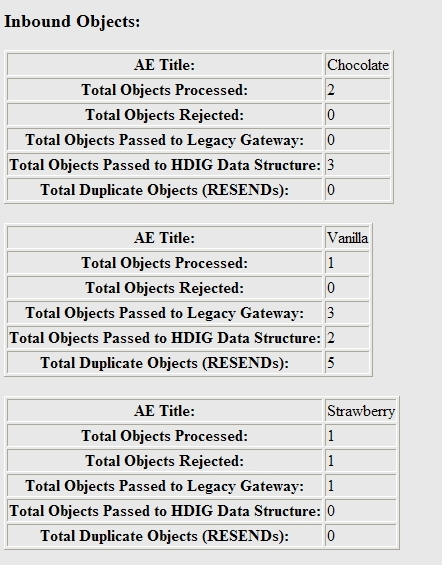 Inbound Objects:
AE Title: Chocolate
Total Objects Processed: 2
Total Objects Rejected: 0
Total Objects Passed to Legacy Gateway: 0
Total Objects Passed to HDIG Data Structure: 3
Total Duplicate Objects (RESENDs): 0
AE Title: Vanilla
Total Objects Processed: 1
Total Objects Rejected: 0
Total Objects Passed to Legacy Gateway: 3
Total Objects Passed to HDIG Data Structure: 2
Total Duplicate Objects (RESENDs): 5
AE Title: Strawberry
Total Objects Processed: 1
Total Objects Rejected: 1
Total Objects Passed to Legacy Gateway: 1
Total Objects Passed to HDIG Data Structure: 0
Total Duplicate Objects (RESENDs): 0